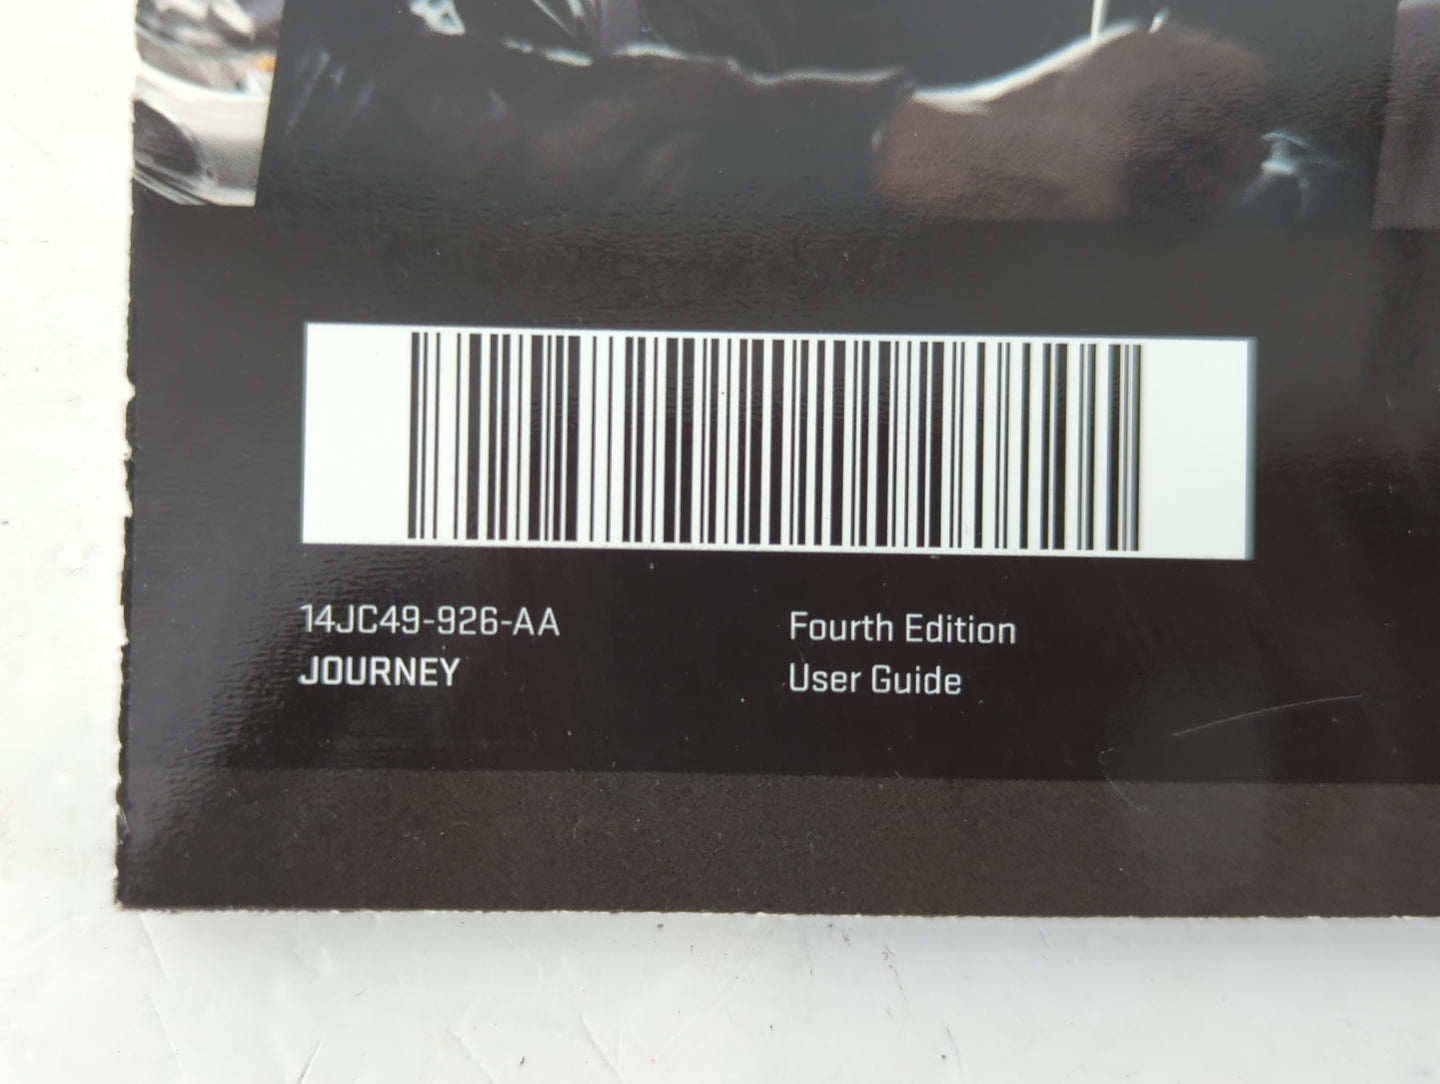 14JC49-926-AA
JOURNEY
Fourth Edition
User Guide